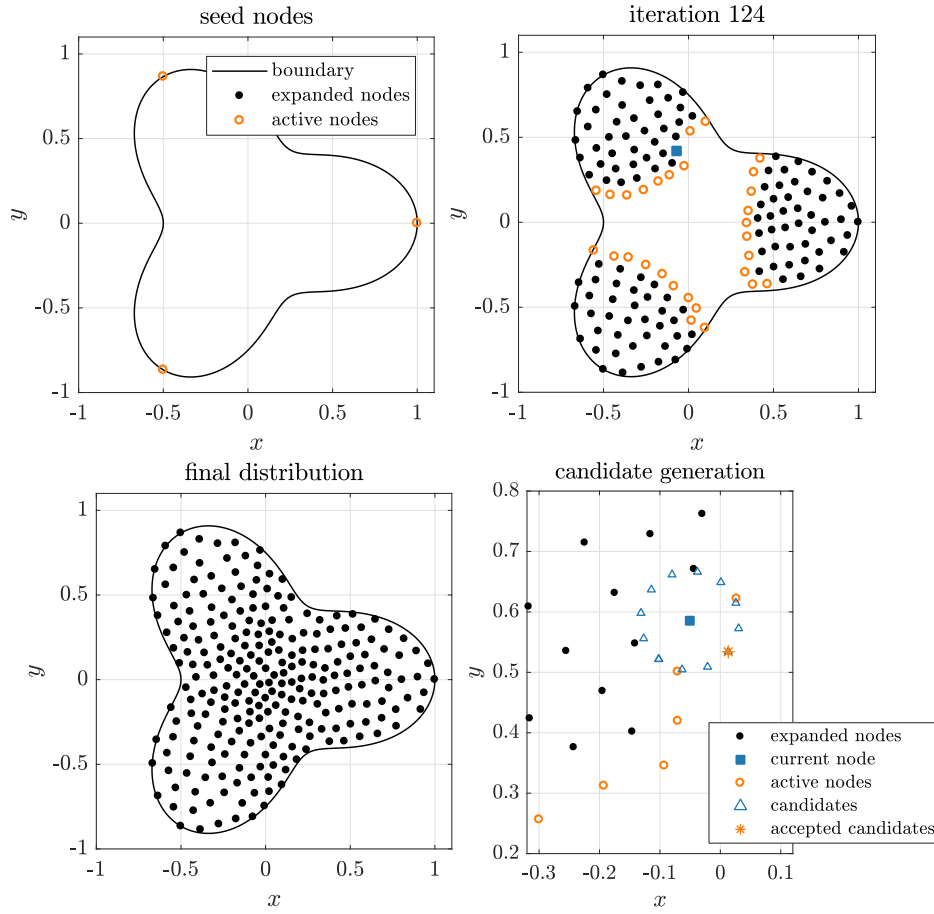 seed nodes
1
0.5
0
-0.5
-1
y
-1
-0.5
0
0.5
1
x
boundary
expanded nodes
active nodes
iteration 124
1
0.5
0
-0.5
-1
y
-1
-0.5
0
0.5
1
x
final distribution
1
0.5
0
-0.5
-1
y
-1
-0.5
0
0.5
1
x
candidate generation
0.8
0.7
0.6
0.5
0.4
0.3
0.2
y
-0.3
-0.2
-0.1
0
0.1
x
expanded nodes
current node
active nodes
candidates
accepted candidates